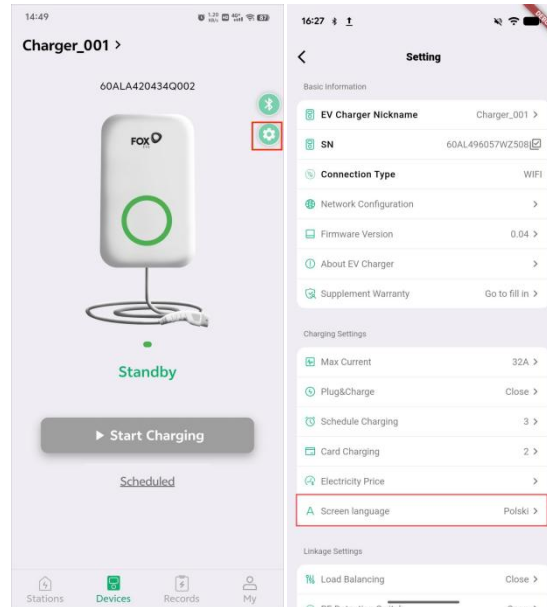 14:49
Charger_001 >
60ALA420434Q002
FOX
Standby
Start Charging
Scheduled
Stations Devices Records My
16:27
Setting
Basic Information
EV Charger Nickname Charger_001 >
SN 60AL496057WZ508
Connection Type WIFI
Network Configuration >
Firmware Version 0.04 >
About EV Charger >
Supplement Warranty Go to fill in >
Charging Settings
Max Current 32A >
Plug&Charge Close >
Schedule Charging 3 >
Card Charging 2 >
Electricity Price >
Screen language Polski >
Linkage Settings
Load Balancing Close >